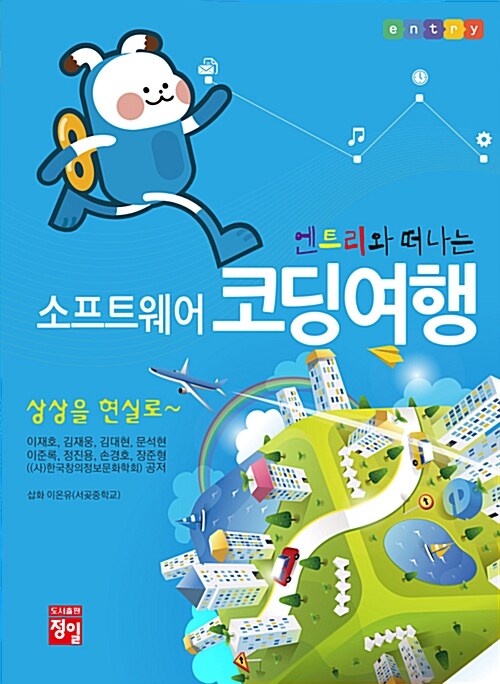 entry
엔트리와 떠나는
소프트웨어 코딩여행
상상을 현실로~
이재호, 김재웅, 김대현, 문석현
이준록, 정진용, 손경호, 장준형
((사)한국창의정보문화학회) 공저
삽화 이온유(서곶중학교)
도서출판
정일